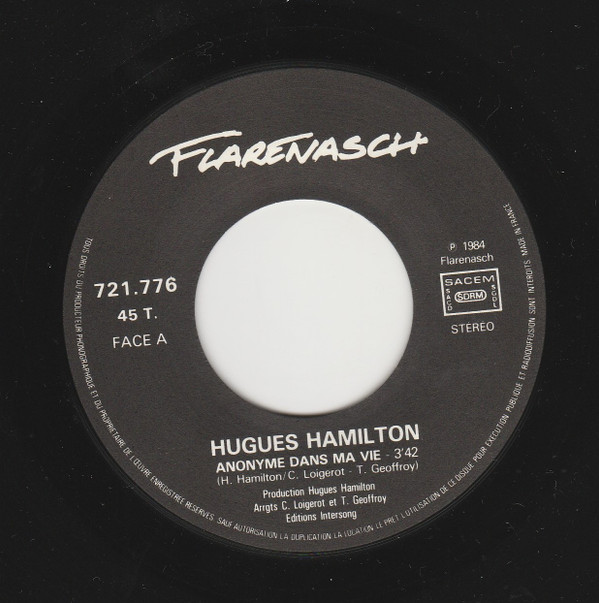 FLARENASCH
721.776
45 T.
FACE A
℗ 1984
Flarenasch
SACEM
SACD
SDRM
SGDL
STEREO
HUGUES HAMILTON
ANONYME DANS MA VIE - 3'42
(H. Hamilton/C. Loigerot - T. Geoffroy)
Production Hugues Hamilton
Arrgts C. Loigerot et T. Geoffroy
Editions Intersong
TOUS DROITS DU PRODUCTEUR PHONOGRAPHIQUE ET DU PROPRIETAIRE DE L'ŒUVRE ENREGISTREE RESERVES. SAUF AUTORISATION LA DUPLICATION LA LOCATION LE PRET L'UTILISATION DE CE DISQUE POUR EXECUTION PUBLIQUE ET RADIODIFFUSION SONT INTERDITS. MADE IN FRANCE